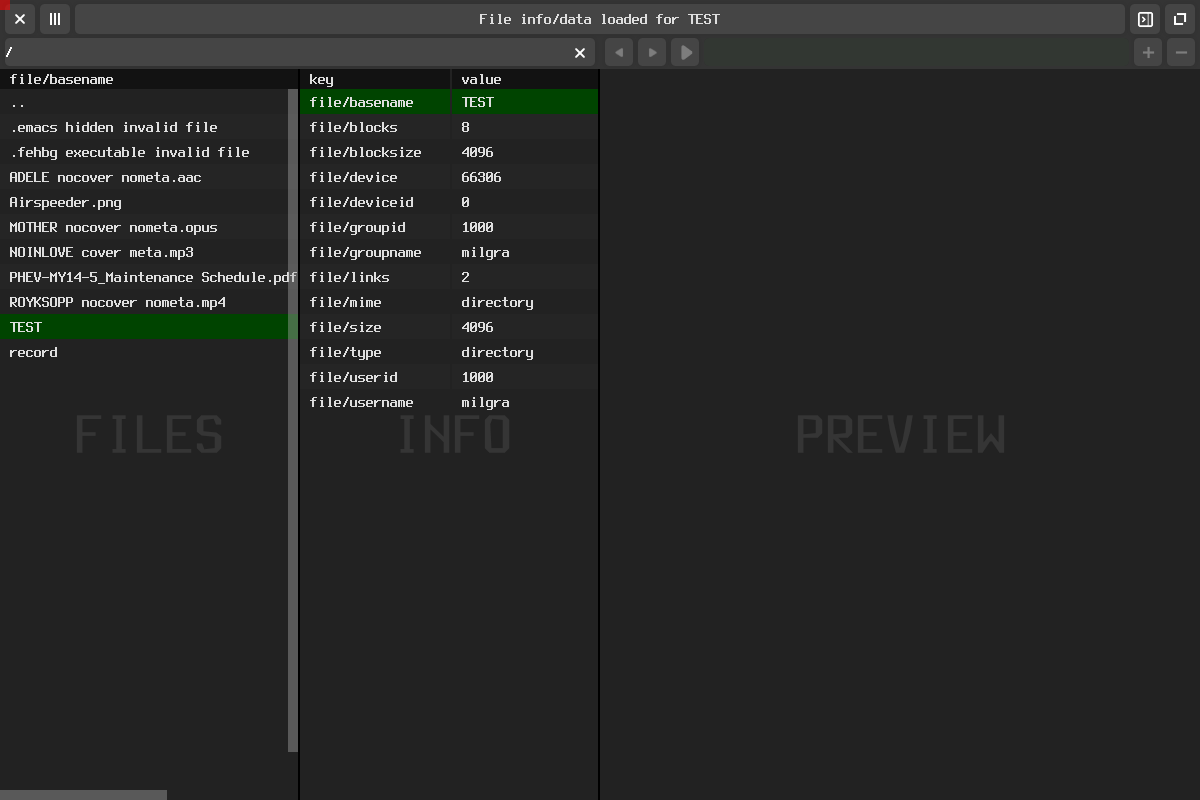 File info/data loaded for TEST
/
file/basename
..
.emacs hidden invalid file
.fehbg executable invalid file
ADELE nocover nometa.aac
Airspeeder.png
MOTHER nocover nometa.opus
NOINLOVE cover meta.mp3
PHEV-MY14-5_Maintenance Schedule.pdf
ROYKSOPP nocover nometa.mp4
TEST
record
FILES
key value
file/basename TEST
file/blocks 8
file/blocksize 4096
file/device 66306
file/deviceid 0
file/groupid 1000
file/groupname milgra
file/links 2
file/mime directory
file/size 4096
file/type directory
file/userid 1000
file/username milgra
INFO
PREVIEW